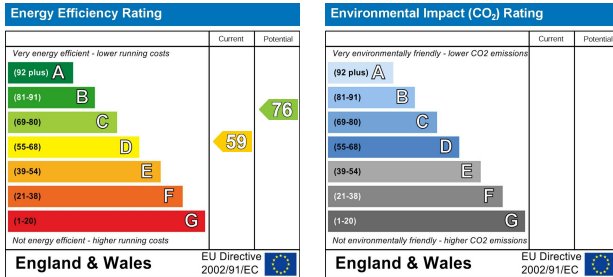 Energy Efficiency Rating
Current Potential
Very energy efficient - lower running costs
(92 plus) A
(81-91) B
(69-80) C
(55-68) D
(39-54) E
(21-38) F
(1-20) G
76
59
Not energy efficient - higher running costs
England & Wales
EU Directive
2002/91/EC
Environmental Impact (CO₂) Rating
Current Potential
Very environmentally friendly - lower CO2 emissions
(92 plus) A
(81-91) B
(69-80) C
(55-68) D
(39-54) E
(21-38) F
(1-20) G
Not environmentally friendly - higher CO2 emissions
England & Wales
EU Directive
2002/91/EC